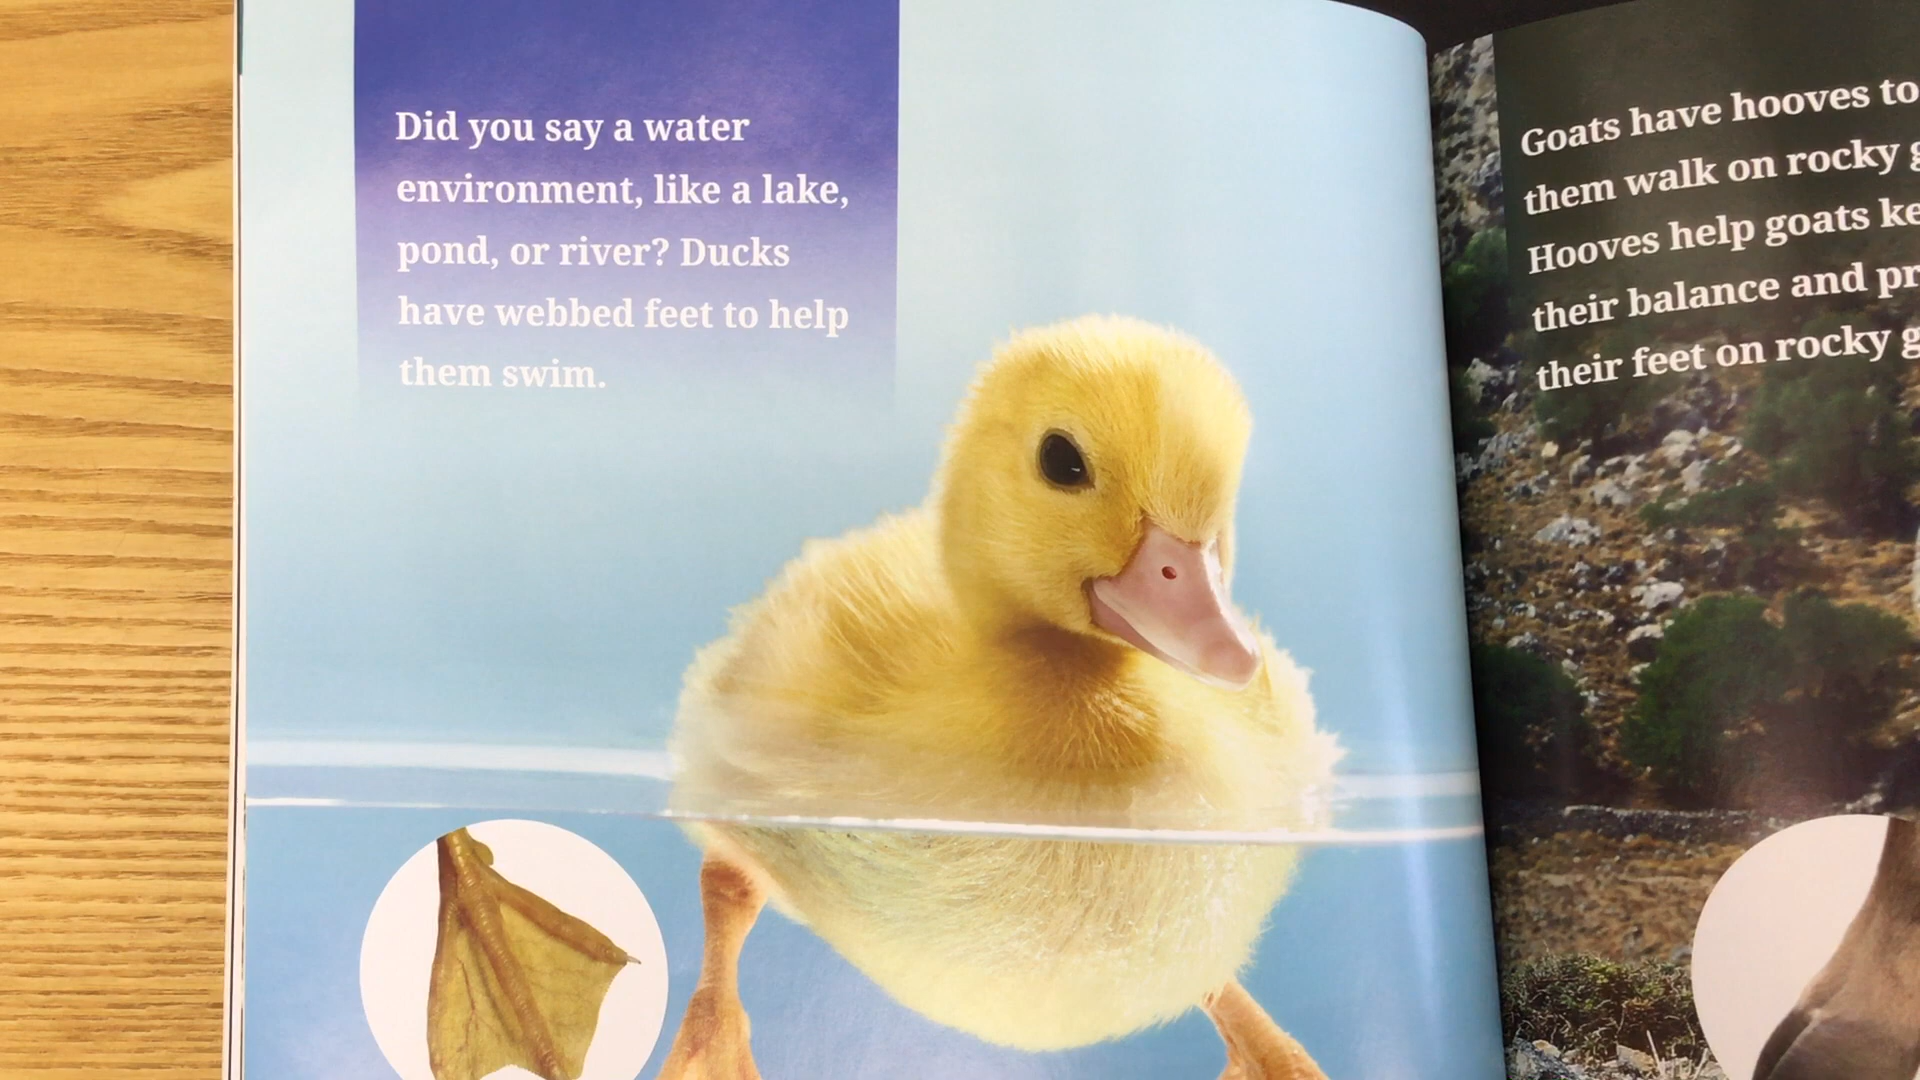 Did you say a water
environment, like a lake,
pond, or river? Ducks
have webbed feet to help
them swim.
Goats have hooves to
them walk on rocky
Hooves help goats
their balance and
their feet on rocky